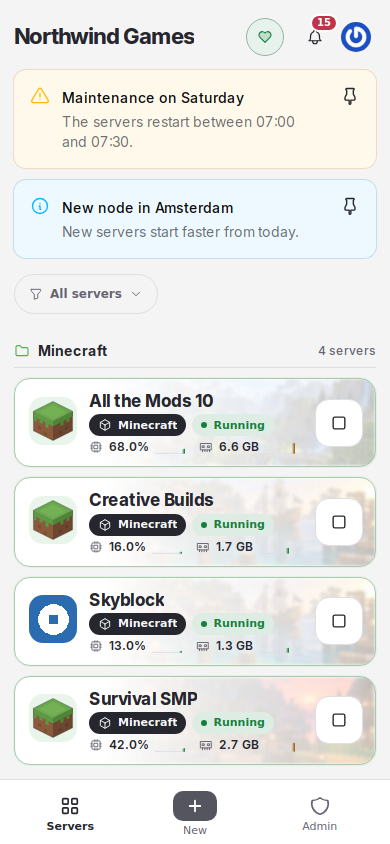 Northwind Games
15
Maintenance on Saturday
The servers restart between 07:00
and 07:30.
New node in Amsterdam
New servers start faster from today.
All servers
Minecraft
4 servers
All the Mods 10
Minecraft
Running
68.0%
6.6 GB
Creative Builds
Minecraft
Running
16.0%
1.7 GB
Skyblock
Minecraft
Running
13.0%
1.3 GB
Survival SMP
Minecraft
Running
42.0%
2.7 GB
Servers
New
Admin